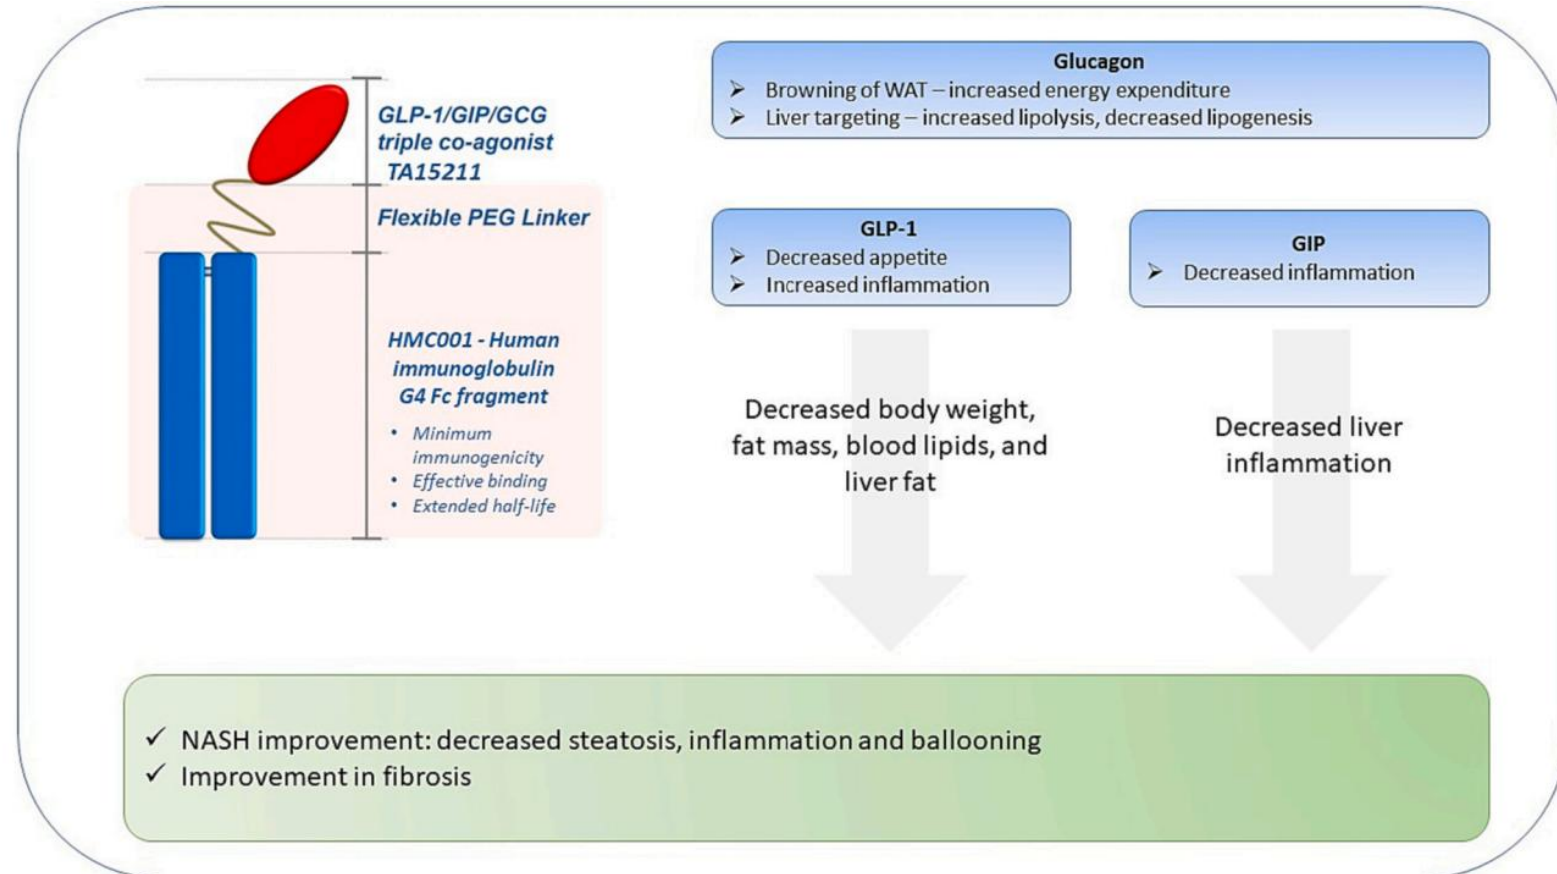 GLP-1/GIP/GCG
triple co-agonist
TA15211
Flexible PEG Linker
HMC001 - Human
immunoglobulin
G4 Fc fragment
• Minimum
immunogenicity
• Effective binding
• Extended half-life
Glucagon
➢ Browning of WAT – increased energy expenditure
➢ Liver targeting – increased lipolysis, decreased lipogenesis
GLP-1
➢ Decreased appetite
➢ Increased inflammation
GIP
➢ Decreased inflammation
Decreased body weight,
fat mass, blood lipids, and
liver fat
Decreased liver
inflammation
✓ NASH improvement: decreased steatosis, inflammation and ballooning
✓ Improvement in fibrosis